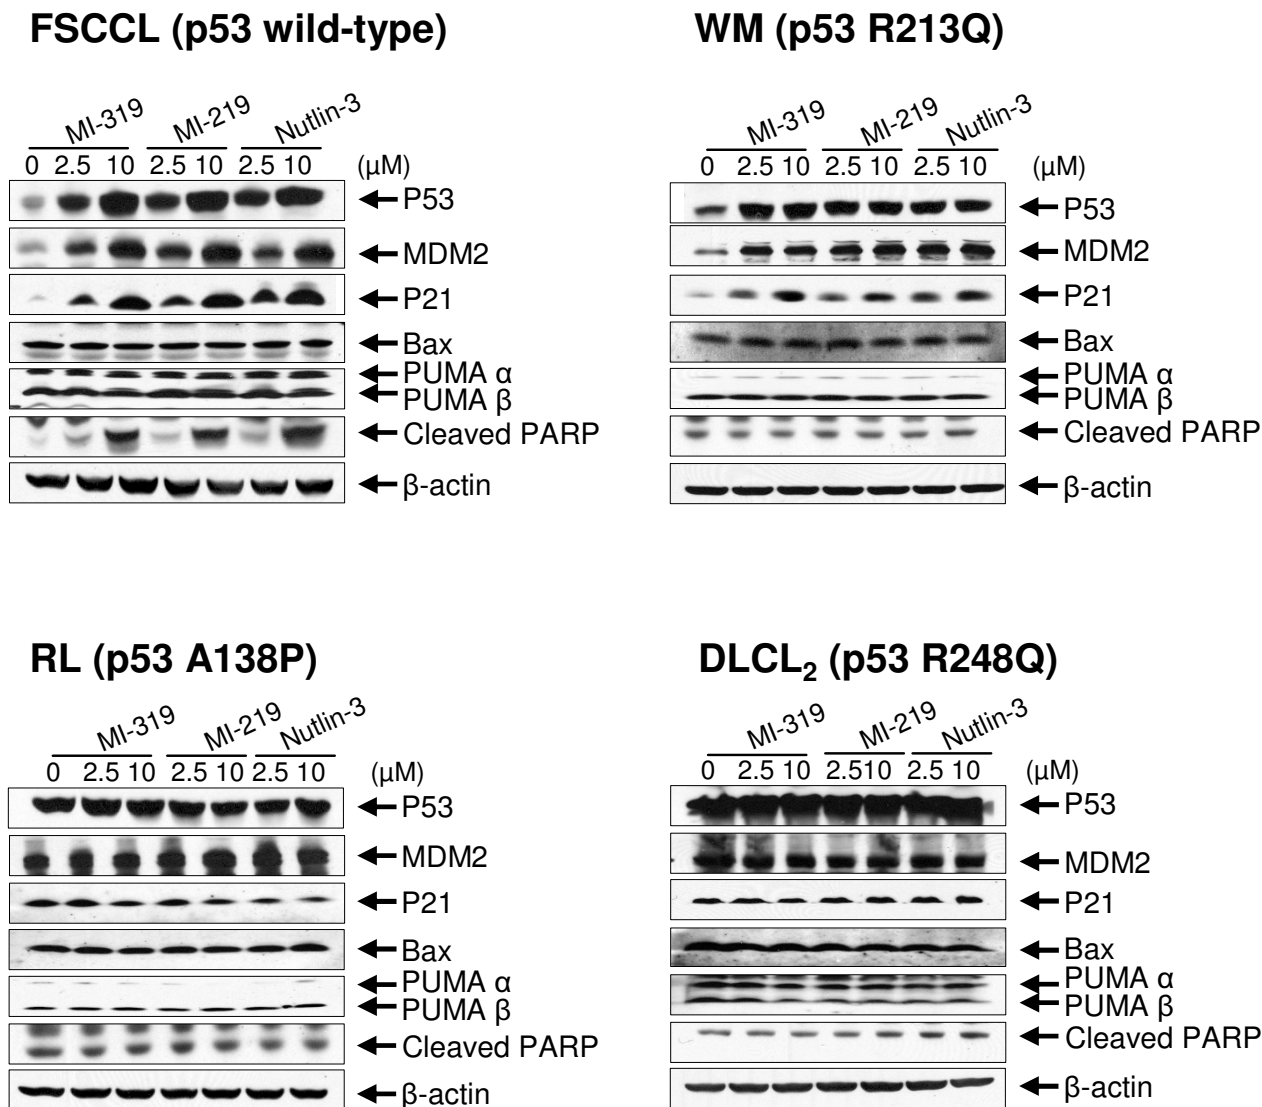 FSCCL (p53 wild-type)
MI-319 MI-219 Nutlin-3
0 2.5 10 2.5 10 2.5 10 (μM)
P53
MDM2
P21
Bax
PUMA α
PUMA β
Cleaved PARP
β-actin
WM (p53 R213Q)
MI-319 MI-219 Nutlin-3
0 2.5 10 2.5 10 2.5 10 (μM)
P53
MDM2
P21
Bax
PUMA α
PUMA β
Cleaved PARP
β-actin
RL (p53 A138P)
MI-319 MI-219 Nutlin-3
0 2.5 10 2.5 10 2.5 10 (μM)
P53
MDM2
P21
Bax
PUMA α
PUMA β
Cleaved PARP
β-actin
DLCL₂ (p53 R248Q)
MI-319 MI-219 Nutlin-3
0 2.5 10 2.5 10 2.5 10 (μM)
P53
MDM2
P21
Bax
PUMA α
PUMA β
Cleaved PARP
β-actin